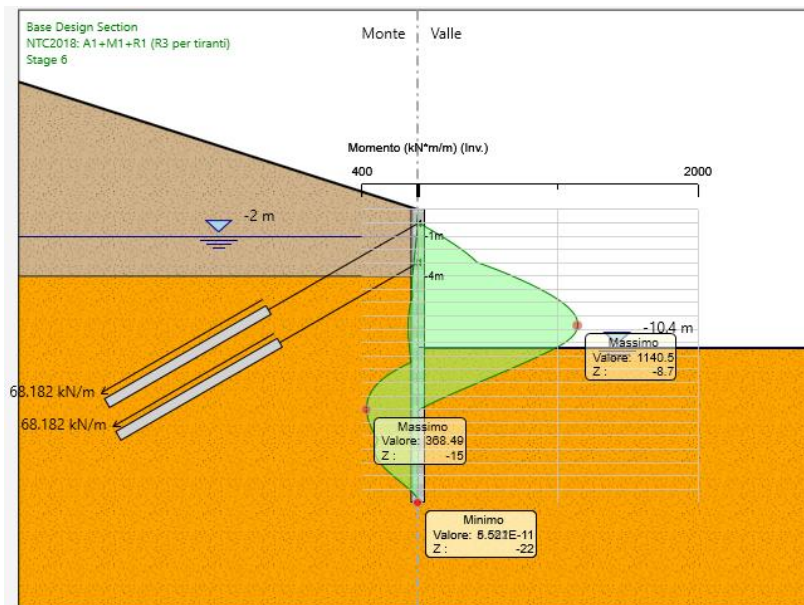 Base Design Section
NTC2018: A1+M1+R1 (R3 per tiranti)
Stage 6
Monte
Valle
Momento (kN*m/m) (Inv.)
400
2000
-2 m
-1m
-4m
-10.4 m
Massimo
Valore: 1140.5
Z : -8.7
68.182 kN/m
68.182 kN/m
Massimo
Valore: 368.49
Z : -15
Minimo
Valore:
Z : -22